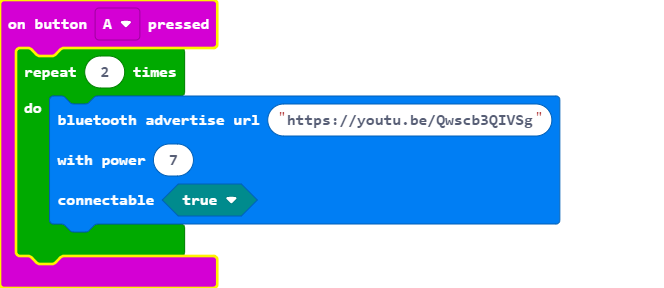 on button A pressed
repeat 2 times
do
bluetooth advertise url "https://youtu.be/Qwscb3QIVSg"
with power 7
connectable true